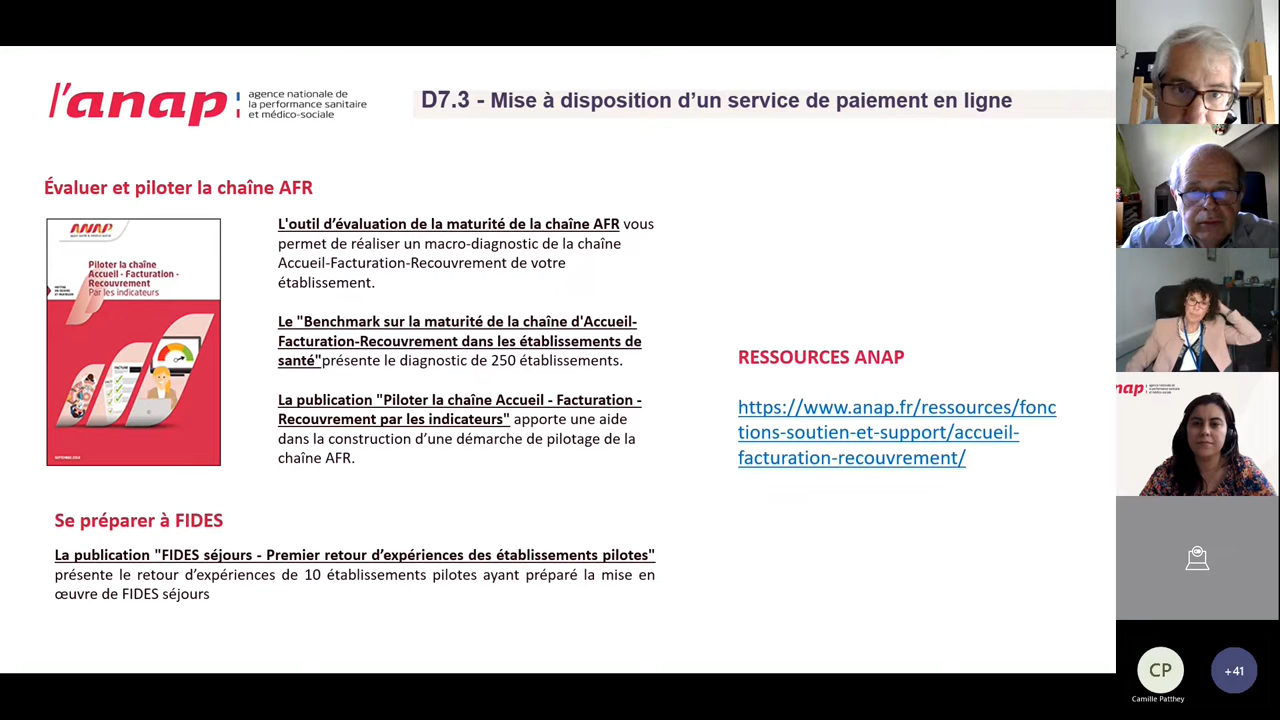 l'anap
agence nationale de
la performance sanitaire
et médico-sociale
D7.3 - Mise à disposition d’un service de paiement en ligne
Évaluer et piloter la chaîne AFR
ANAP
Piloter la chaîne
Accueil - Facturation -
Recouvrement
Par les indicateurs
L'outil d’évaluation de la maturité de la chaîne AFR vous
permet de réaliser un macro-diagnostic de la chaîne
Accueil-Facturation-Recouvrement de votre
établissement.
Le "Benchmark sur la maturité de la chaîne d'Accueil-
Facturation-Recouvrement dans les établissements de
santé"présente le diagnostic de 250 établissements.
La publication "Piloter la chaîne Accueil - Facturation -
Recouvrement par les indicateurs" apporte une aide
dans la construction d’une démarche de pilotage de la
chaîne AFR.
Se préparer à FIDES
La publication "FIDES séjours - Premier retour d’expériences des établissements pilotes"
présente le retour d’expériences de 10 établissements pilotes ayant préparé la mise en
œuvre de FIDES séjours
RESSOURCES ANAP
https://www.anap.fr/ressources/fonc
tions-soutien-et-support/accueil-
facturation-recouvrement/
nap
CP
Camille Patthey
+41